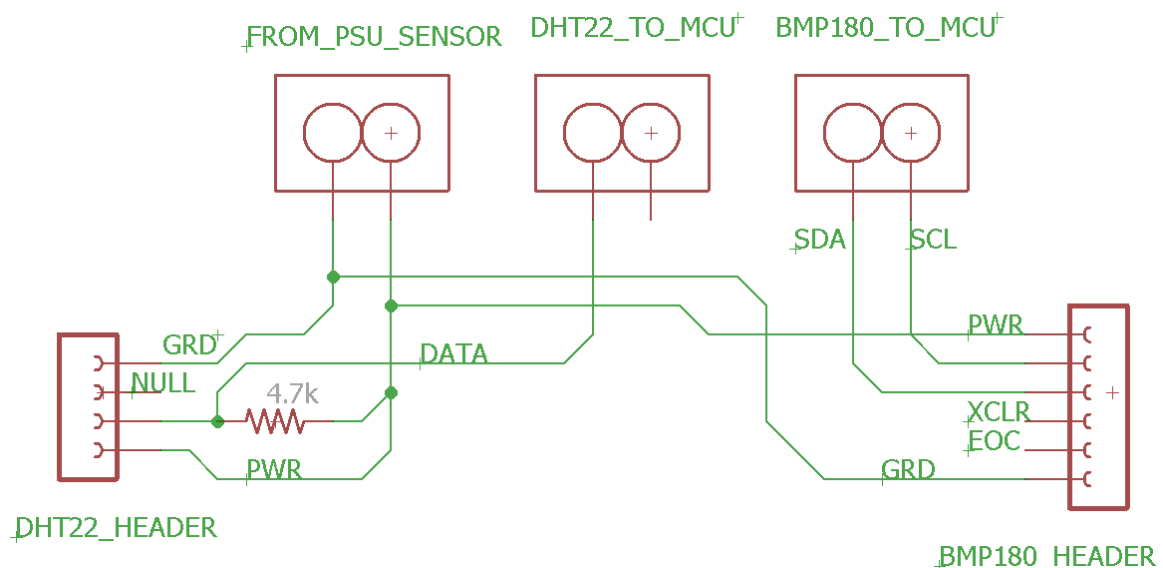 FROM_PSU_SENSOR
DHT22_TO_MCU
BMP180_TO_MCU
SDA
SCL
PWR
GRD
DATA
NULL
4.7k
XCLR
EOC
PWR
GRD
DHT22_HEADER
BMP180 HEADER